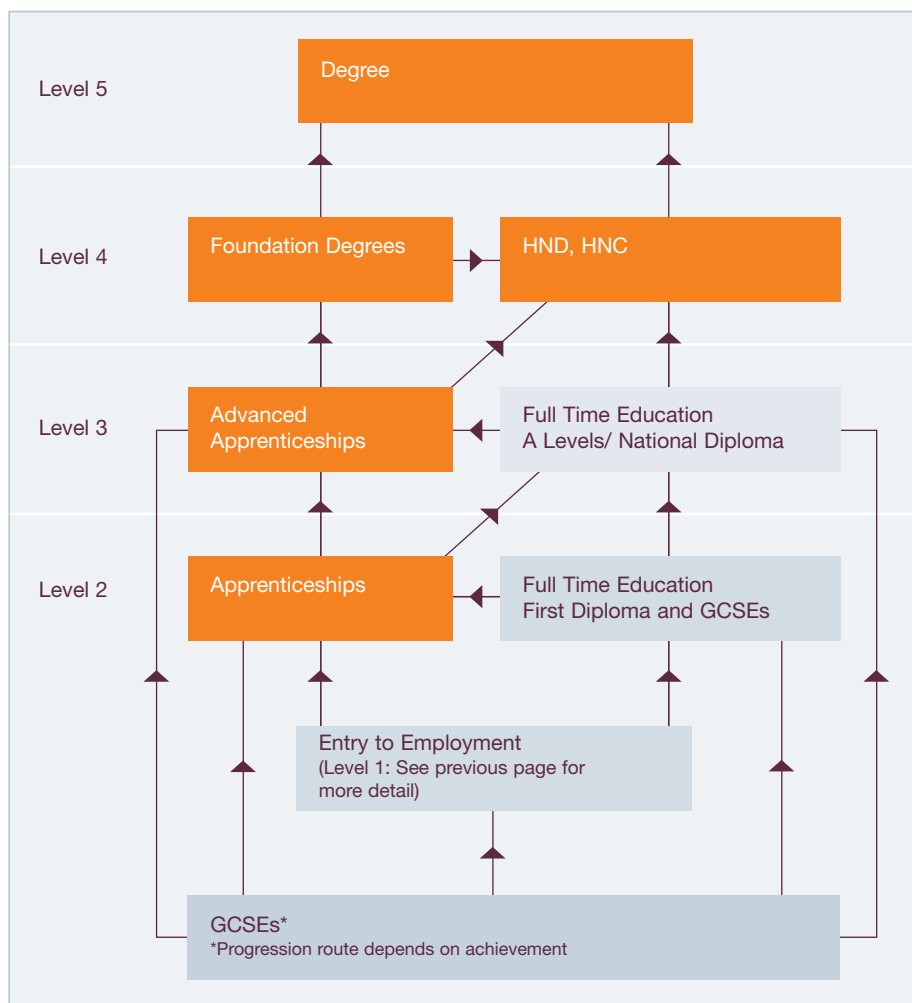 Level 5
Degree
Level 4
Foundation Degrees
HND, HNC
Level 3
Advanced
Apprenticeships
Full Time Education
A Levels/ National Diploma
Level 2
Apprenticeships
Full Time Education
First Diploma and GCSEs
Entry to Employment
(Level 1: See previous page for
more detail)
GCSEs*
*Progression route depends on achievement